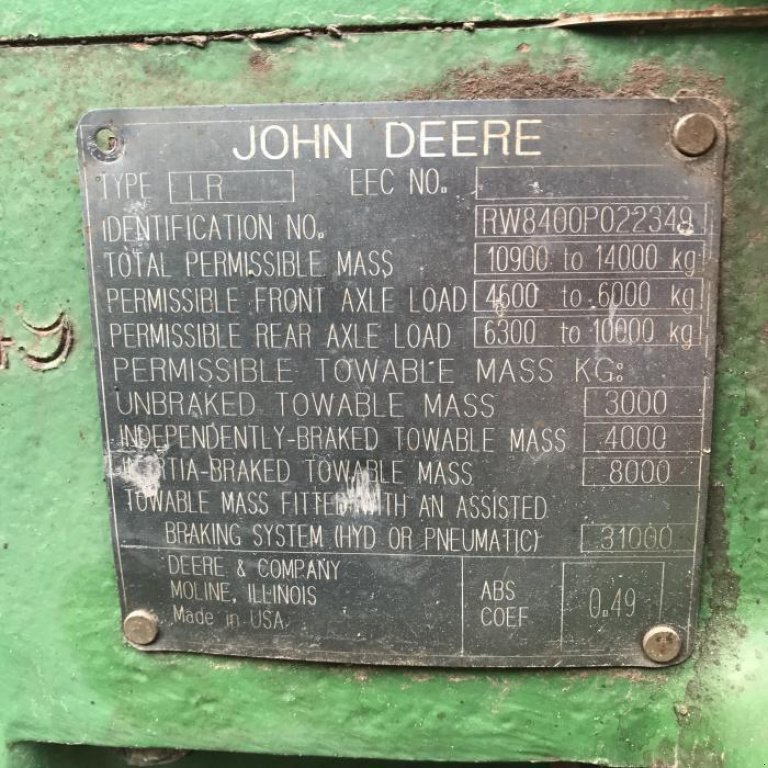 JOHN DEERE
TYPE LR EEC NO.
IDENTIFICATION NO. RW8400P022349
TOTAL PERMISSIBLE MASS 10900 to 14000 kg
PERMISSIBLE FRONT AXLE LOAD 4600 to 6000 kg
PERMISSIBLE REAR AXLE LOAD 6300 to 10000 kg
PERMISSIBLE TOWABLE MASS KG:
UNBRAKED TOWABLE MASS 3000
INDEPENDENTLY-BRAKED TOWABLE MASS 4000
INERTIA-BRAKED TOWABLE MASS 8000
TOWABLE MASS FITTED WITH AN ASSISTED
BRAKING SYSTEM (HYD OR PNEUMATIC) 31000
DEERE & COMPANY
MOLINE, ILLINOIS
Made in USA
ABS
COEF
0.49